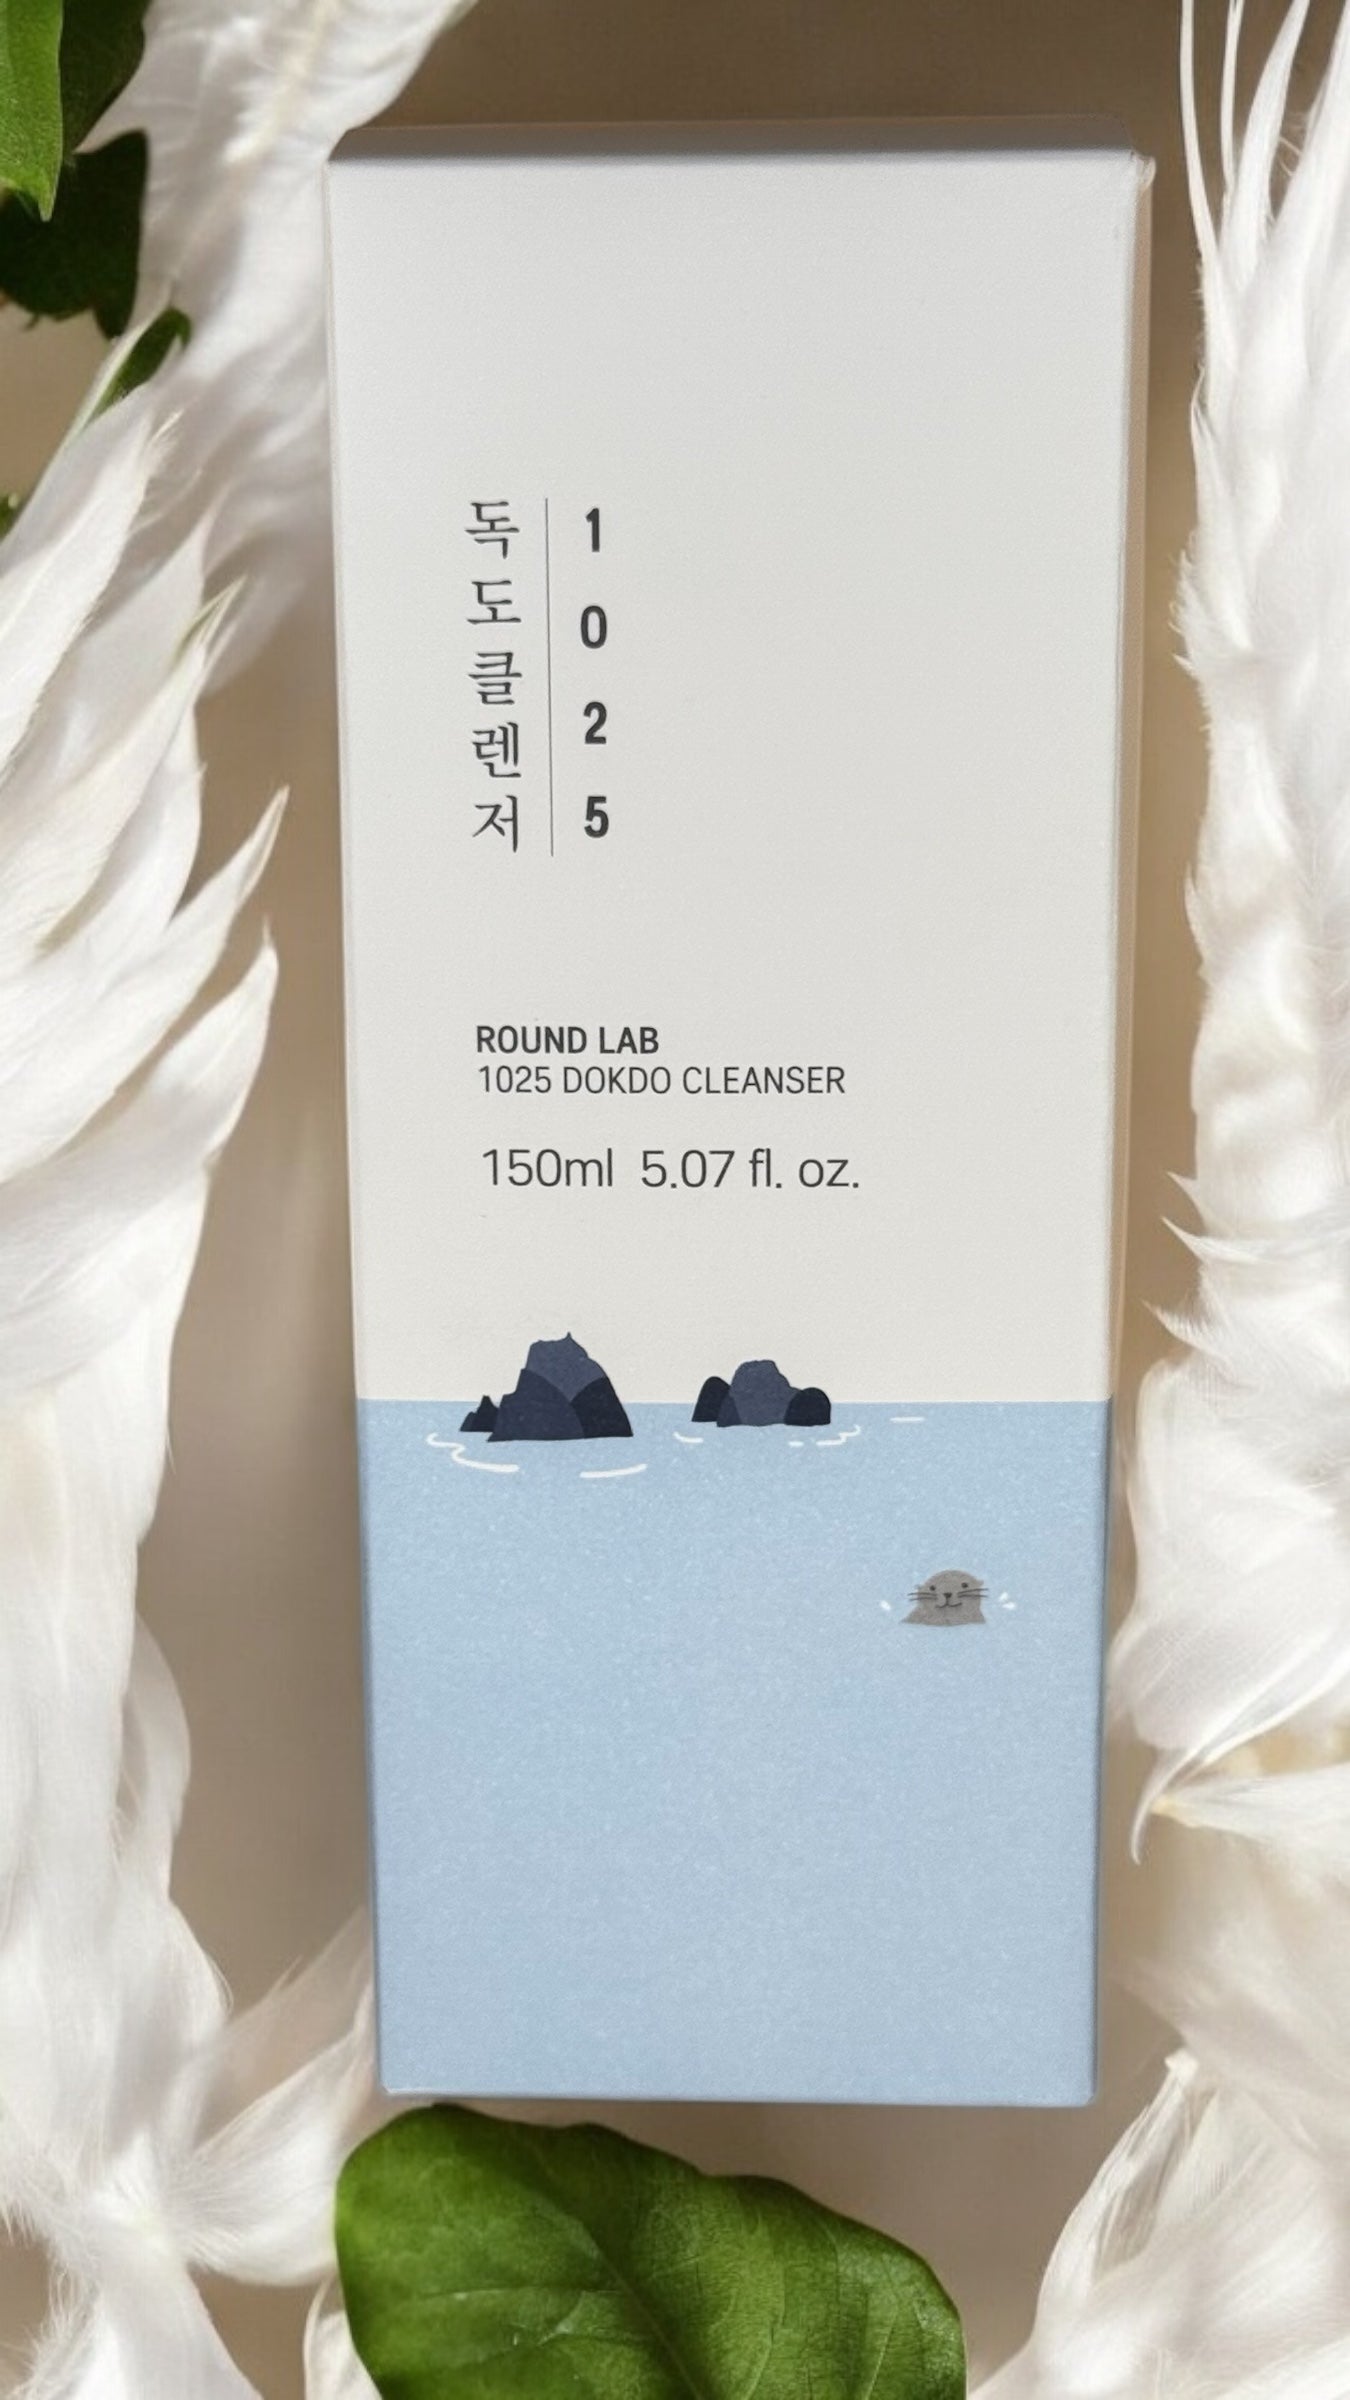 독도클렌저
1025
ROUND LAB
1025 DOKDO CLEANSER
150ml 5.07 fl. oz.